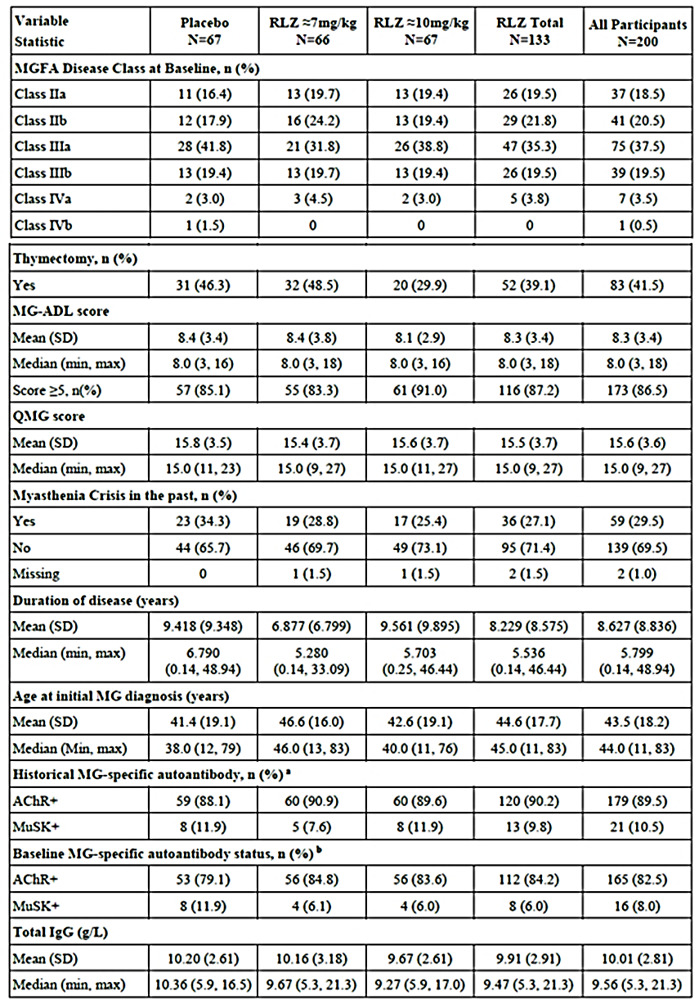 Variable Statistic | Placebo N=67 | RLZ ≈7mg/kg N=66 | RLZ ≈10mg/kg N=67 | RLZ Total N=133 | All Participants N=200
MGFA Disease Class at Baseline, n (%)
Class IIa | 11 (16.4) | 13 (19.7) | 13 (19.4) | 26 (19.5) | 37 (18.5)
Class IIb | 12 (17.9) | 16 (24.2) | 13 (19.4) | 29 (21.8) | 41 (20.5)
Class IIIa | 28 (41.8) | 21 (31.8) | 26 (38.8) | 47 (35.3) | 75 (37.5)
Class IIIb | 13 (19.4) | 13 (19.7) | 13 (19.4) | 26 (19.5) | 39 (19.5)
Class IVa | 2 (3.0) | 3 (4.5) | 2 (3.0) | 5 (3.8) | 7 (3.5)
Class IVb | 1 (1.5) | 0 | 0 | 0 | 1 (0.5)
Thymectomy, n (%)
Yes | 31 (46.3) | 32 (48.5) | 20 (29.9) | 52 (39.1) | 83 (41.5)
MG-ADL score
Mean (SD) | 8.4 (3.4) | 8.4 (3.8) | 8.1 (2.9) | 8.3 (3.4) | 8.3 (3.4)
Median (min, max) | 8.0 (3, 16) | 8.0 (3, 18) | 8.0 (3, 16) | 8.0 (3, 18) | 8.0 (3, 18)
Score ≥5, n(%) | 57 (85.1) | 55 (83.3) | 61 (91.0) | 116 (87.2) | 173 (86.5)
QMG score
Mean (SD) | 15.8 (3.5) | 15.4 (3.7) | 15.6 (3.7) | 15.5 (3.7) | 15.6 (3.6)
Median (min, max) | 15.0 (11, 23) | 15.0 (9, 27) | 15.0 (11, 27) | 15.0 (9, 27) | 15.0 (9, 27)
Myasthenia Crisis in the past, n (%)
Yes | 23 (34.3) | 19 (28.8) | 17 (25.4) | 36 (27.1) | 59 (29.5)
No | 44 (65.7) | 46 (69.7) | 49 (73.1) | 95 (71.4) | 139 (69.5)
Missing | 0 | 1 (1.5) | 1 (1.5) | 2 (1.5) | 2 (1.0)
Duration of disease (years)
Mean (SD) | 9.418 (9.348) | 6.877 (6.799) | 9.561 (9.895) | 8.229 (8.575) | 8.627 (8.836)
Median (min, max) | 6.790 (0.14, 48.94) | 5.280 (0.14, 33.09) | 5.703 (0.25, 46.44) | 5.536 (0.14, 46.44) | 5.799 (0.14, 48.94)
Age at initial MG diagnosis (years)
Mean (SD) | 41.4 (19.1) | 46.6 (16.0) | 42.6 (19.1) | 44.6 (17.7) | 43.5 (18.2)
Median (Min, max) | 38.0 (12, 79) | 46.0 (13, 83) | 40.0 (11, 76) | 45.0 (11, 83) | 44.0 (11, 83)
Historical MG-specific autoantibody, n (%) a
AChR+ | 59 (88.1) | 60 (90.9) | 60 (89.6) | 120 (90.2) | 179 (89.5)
MuSK+ | 8 (11.9) | 5 (7.6) | 8 (11.9) | 13 (9.8) | 21 (10.5)
Baseline MG-specific autoantibody status, n (%) b
AChR+ | 53 (79.1) | 56 (84.8) | 56 (83.6) | 112 (84.2) | 165 (82.5)
MuSK+ | 8 (11.9) | 4 (6.1) | 4 (6.0) | 8 (6.0) | 16 (8.0)
Total IgG (g/L)
Mean (SD) | 10.20 (2.61) | 10.16 (3.18) | 9.67 (2.61) | 9.91 (2.91) | 10.01 (2.81)
Median (min, max) | 10.36 (5.9, 16.5) | 9.67 (5.3, 21.3) | 9.27 (5.9, 17.0) | 9.47 (5.3, 21.3) | 9.56 (5.3, 21.3)